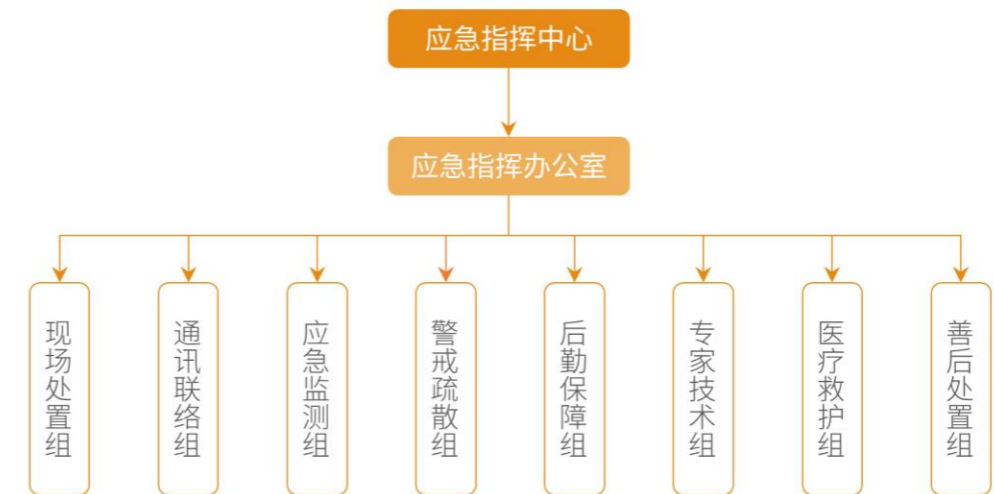 应急指挥中心
应急指挥办公室
现场处置组
通讯联络组
应急监测组
警戒疏散组
后勤保障组
专家技术组
医疗救护组
善后处置组